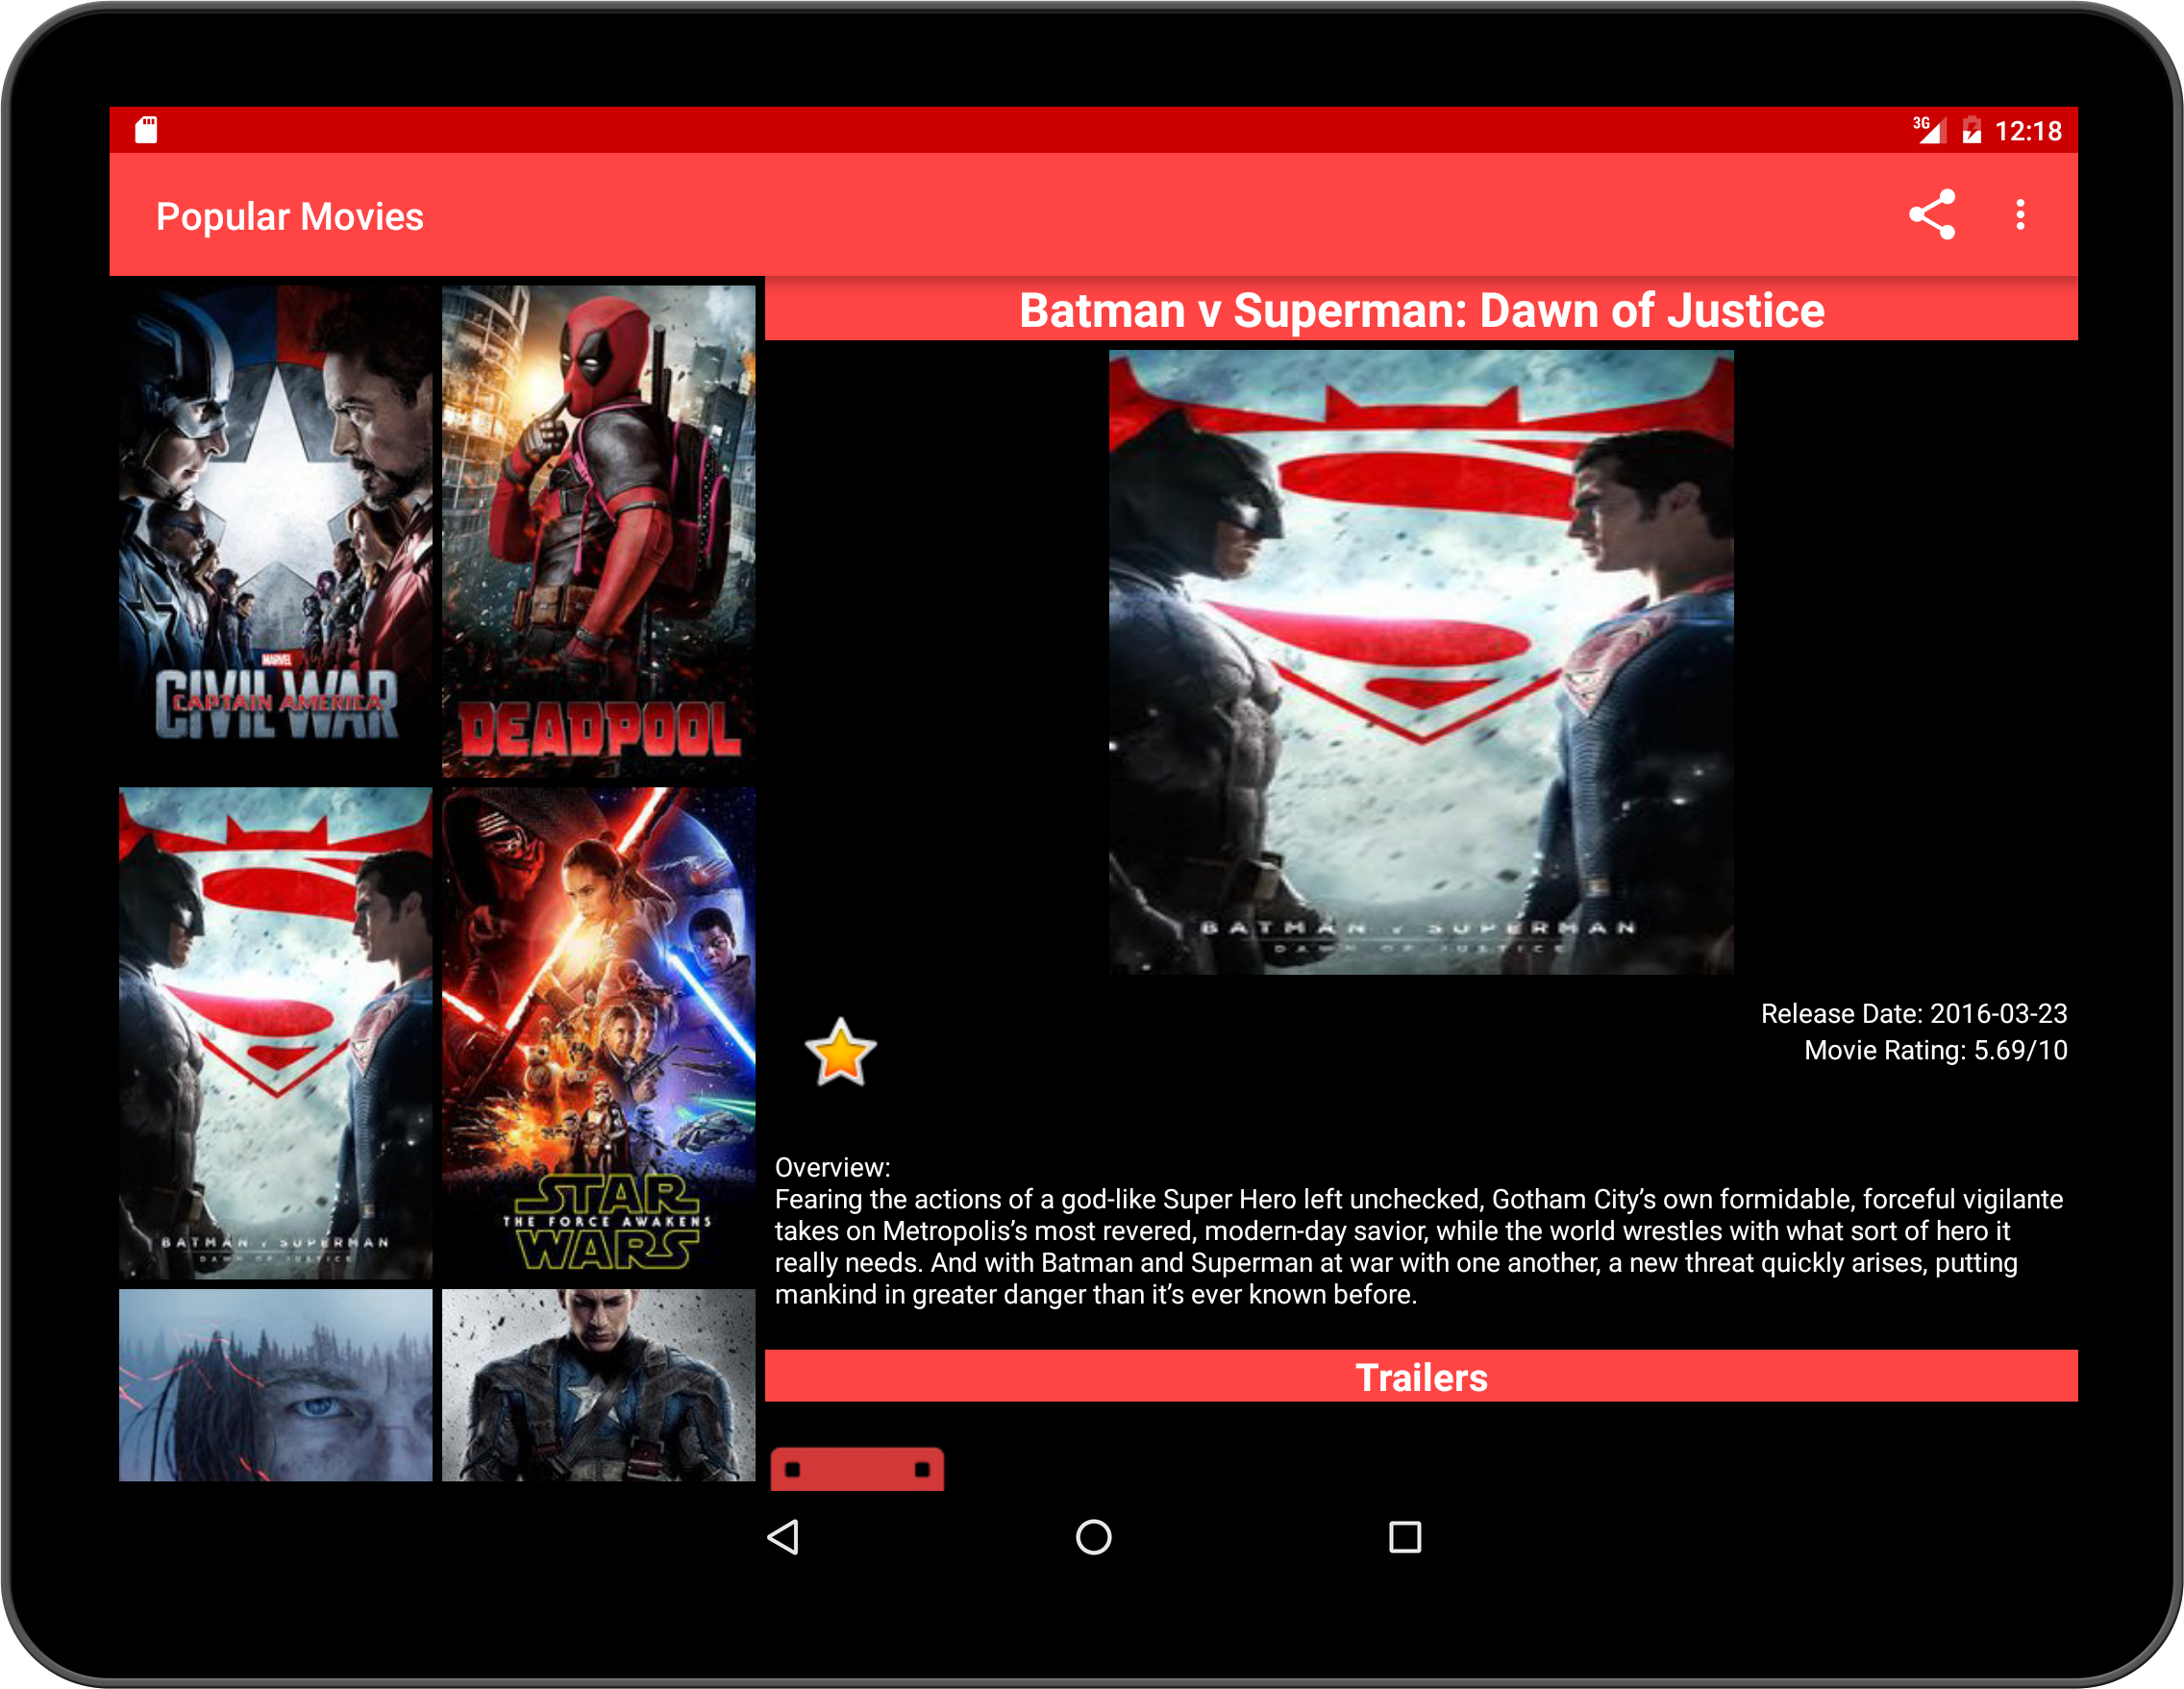 3G 12:18
Popular Movies
MARVEL
CIVIL WAR
CAPTAIN AMERICA
DEADPOOL
BATMAN v SUPERMAN
DAWN OF JUSTICE
STAR
THE FORCE AWAKENS
WARS
Batman v Superman: Dawn of Justice
BATMAN v SUPERMAN
DAWN OF JUSTICE
Release Date: 2016-03-23
Movie Rating: 5.69/10
Overview:
Fearing the actions of a god-like Super Hero left unchecked, Gotham City’s own formidable, forceful vigilante
takes on Metropolis’s most revered, modern-day savior, while the world wrestles with what sort of hero it
really needs. And with Batman and Superman at war with one another, a new threat quickly arises, putting
mankind in greater danger than it’s ever known before.
Trailers